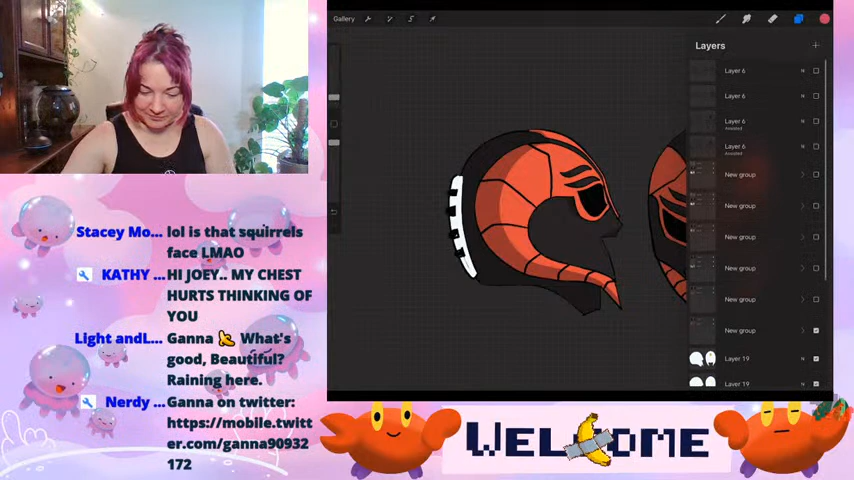 Gallery
Layers
Layer 6
N
Layer 6
N
Layer 6
Assisted
N
Layer 6
Assisted
N
New group
New group
New group
New group
New group
New group
Layer 19
N
Layer 19
N
Stacey Mo... lol is that squirrels
face LMAO
KATHY ... HI JOEY.. MY CHEST
HURTS THINKING OF
YOU
Light andL... Ganna 🍌 What's
good, Beautiful?
Raining here.
Nerdy ... Ganna on twitter:
https://mobile.twitt
er.com/ganna90932
172
WELCOME